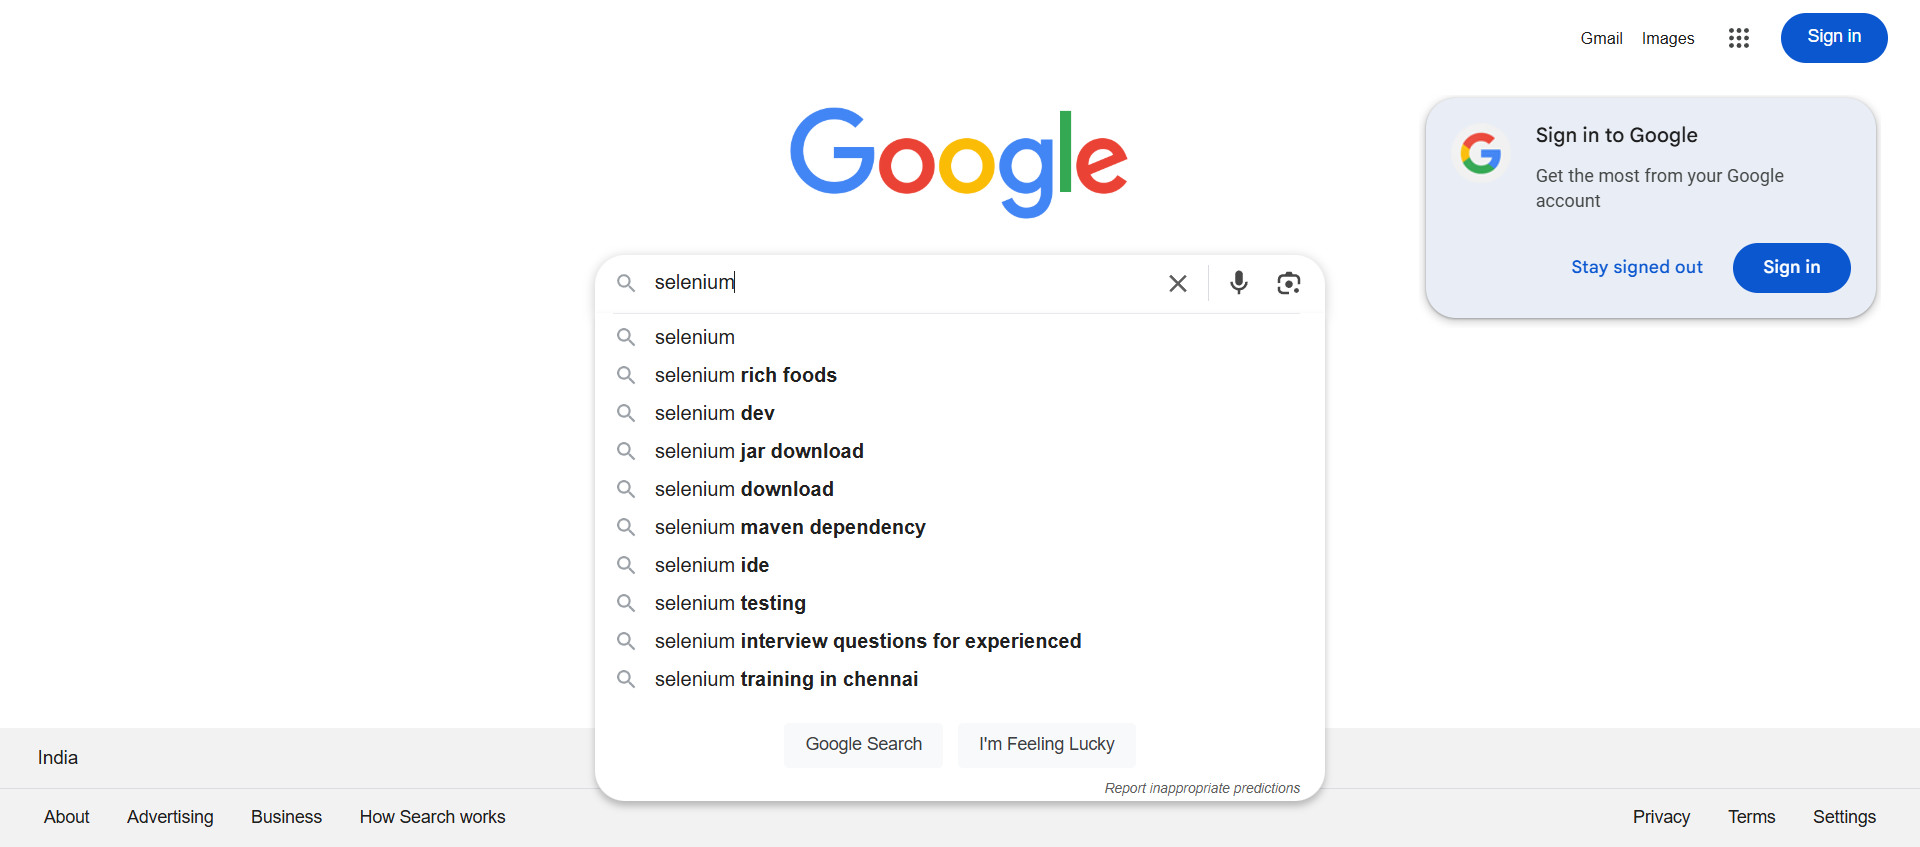 Gmail Images Sign in
Google
Sign in to Google
Get the most from your Google
account
Stay signed out Sign in
selenium
selenium
selenium rich foods
selenium dev
selenium jar download
selenium download
selenium maven dependency
selenium ide
selenium testing
selenium interview questions for experienced
selenium training in chennai
Google Search I'm Feeling Lucky
Report inappropriate predictions
India
About Advertising Business How Search works Privacy Terms Settings